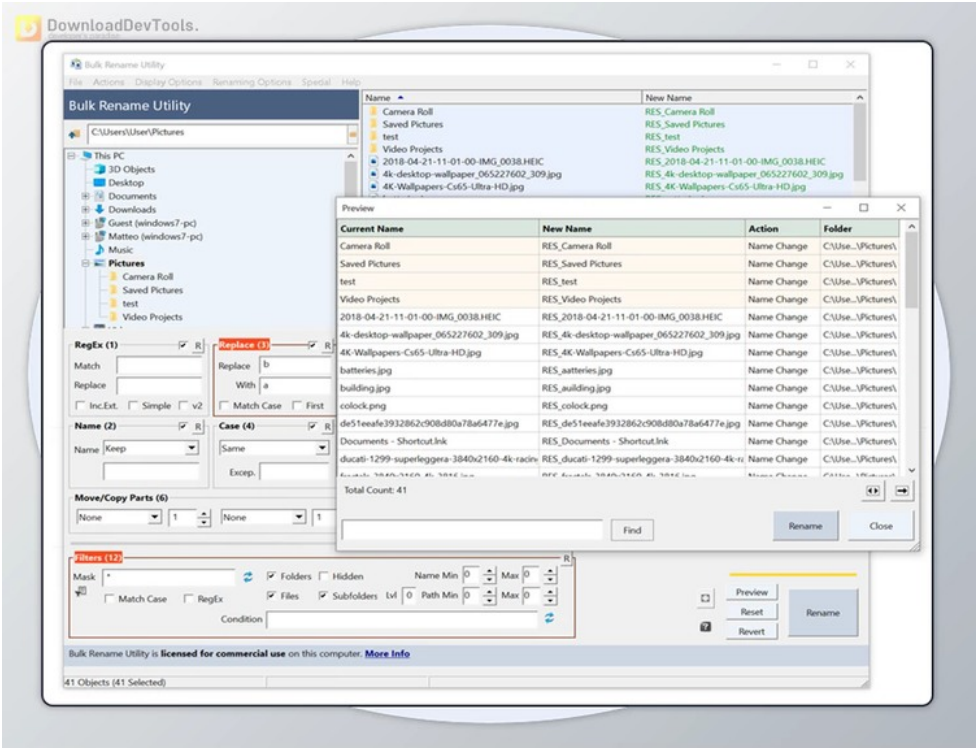 DownloadDevTools.
developer's paradise
Bulk Rename Utility
File Actions Display Options Renaming Options Special Help
Bulk Rename Utility
C:\Users\User\Pictures
This PC
3D Objects
Desktop
Documents
Downloads
Guest (windows7-pc)
Matteo (windows7-pc)
Music
Pictures
Camera Roll
Saved Pictures
test
Video Projects
Name New Name
Camera Roll RES_Camera Roll
Saved Pictures RES_Saved Pictures
test RES_test
Video Projects RES_Video Projects
2018-04-21-11-01-00-IMG_0038.HEIC RES_2018-04-21-11-01-00-IMG_0038.HEIC
4k-desktop-wallpaper_065227602_309.jpg RES_4k-desktop-wallpaper_065227602_309.jpg
4K-Wallpapers-Cs65-Ultra-HD.jpg RES_4K-Wallpapers-Cs65-Ultra-HD.jpg
Preview
Current Name New Name Action Folder
Camera Roll RES_Camera Roll Name Change C:\Use...\Pictures\
Saved Pictures RES_Saved Pictures Name Change C:\Use...\Pictures\
test RES_test Name Change C:\Use...\Pictures\
Video Projects RES_Video Projects Name Change C:\Use...\Pictures\
2018-04-21-11-01-00-IMG_0038.HEIC RES_2018-04-21-11-01-00-IMG_0038.HEIC Name Change C:\Use...\Pictures\
4k-desktop-wallpaper_065227602_309.jpg RES_4k-desktop-wallpaper_065227602_309.jpg Name Change C:\Use...\Pictures\
4K-Wallpapers-Cs65-Ultra-HD.jpg RES_4K-Wallpapers-Cs65-Ultra-HD.jpg Name Change C:\Use...\Pictures\
batteries.jpg RES_aatteries.jpg Name Change C:\Use...\Pictures\
building.jpg RES_auilding.jpg Name Change C:\Use...\Pictures\
colock.png RES_colock.png Name Change C:\Use...\Pictures\
de51eeafe3932862c908d80a78a6477e.jpg RES_de51eeafe3932862c908d80a78a6477e.jpg Name Change C:\Use...\Pictures\
Documents - Shortcut.lnk RES_Documents - Shortcut.lnk Name Change C:\Use...\Pictures\
ducati-1299-superleggera-3840x2160-4k-racin RES_ducati-1299-superleggera-3840x2160-4k-ra Name Change C:\Use...\Pictures\
Total Count: 41
Find
Rename Close
RegEx (1) R
Match
Replace
Inc.Ext. Simple v2
Replace (3) R
Replace b
With a
Match Case First
Name (2) R
Name Keep
Case (4) R
Same
Excep.
Move/Copy Parts (6)
None 1 None 1
Filters (12) R
Mask * Folders Hidden Name Min 0 Max 0
Match Case RegEx Files Subfolders Lvl 0 Path Min 0 Max 0
Condition
Preview
Reset
Revert
Rename
Bulk Rename Utility is licensed for commercial use on this computer. More Info
41 Objects (41 Selected)